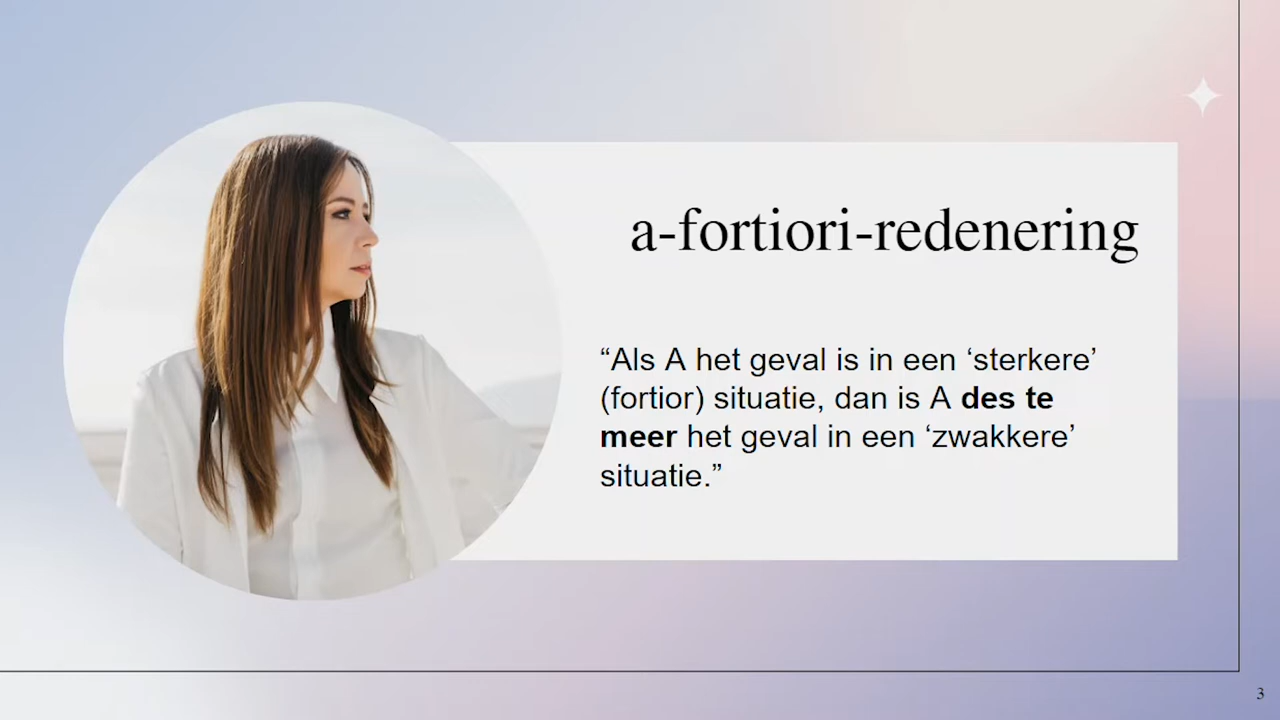 a-fortiori-redenering
“Als A het geval is in een ‘sterkere’
(fortior) situatie, dan is A des te
meer het geval in een ‘zwakkere’
situatie.”
3